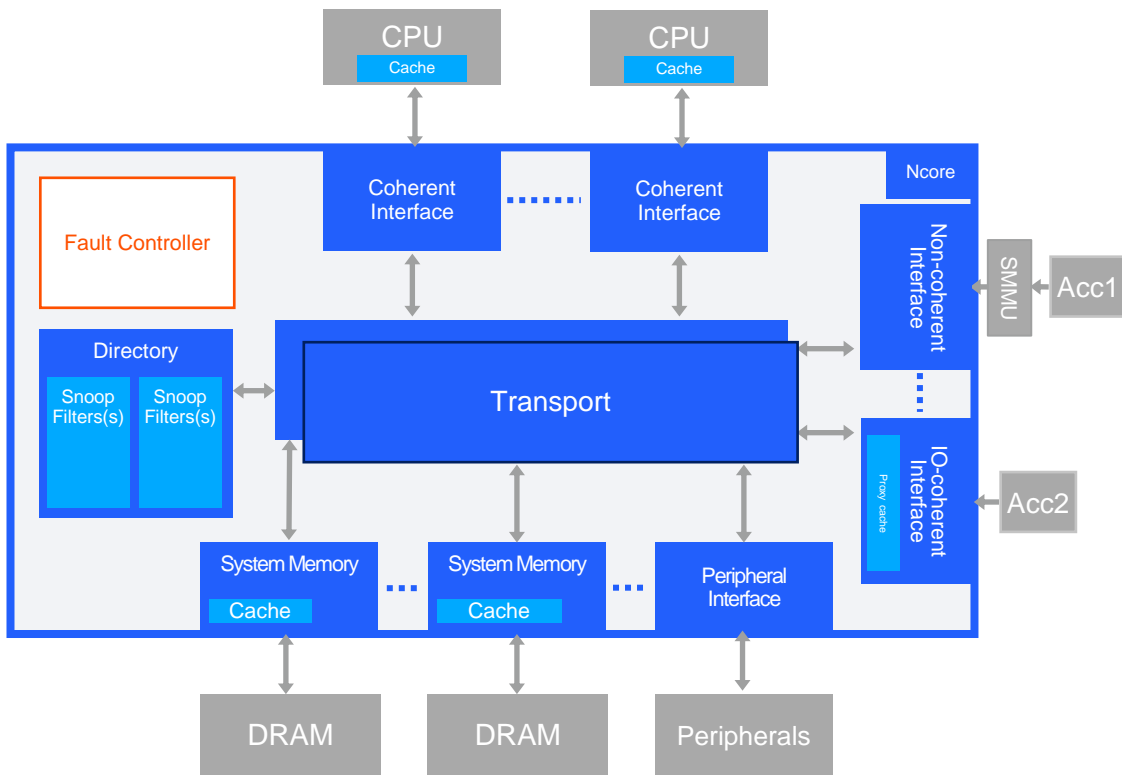 CPU
Cache
CPU
Cache
Coherent
Interface
Coherent
Interface
Ncore
Fault Controller
Non-coherent
Interface
SMMU
Acc1
Directory
Snoop
Filters(s)
Snoop
Filters(s)
Transport
IO-coherent
Interface
Proxy cache
Acc2
System Memory
Cache
System Memory
Cache
Peripheral
Interface
DRAM
DRAM
Peripherals